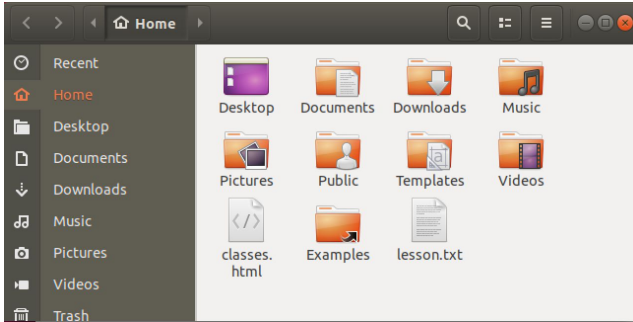 Home
Recent
Home
Desktop
Documents
Downloads
Music
Pictures
Videos
Trash
Desktop Documents Downloads Music
Pictures Public Templates Videos
classes. Examples lesson.txt
html